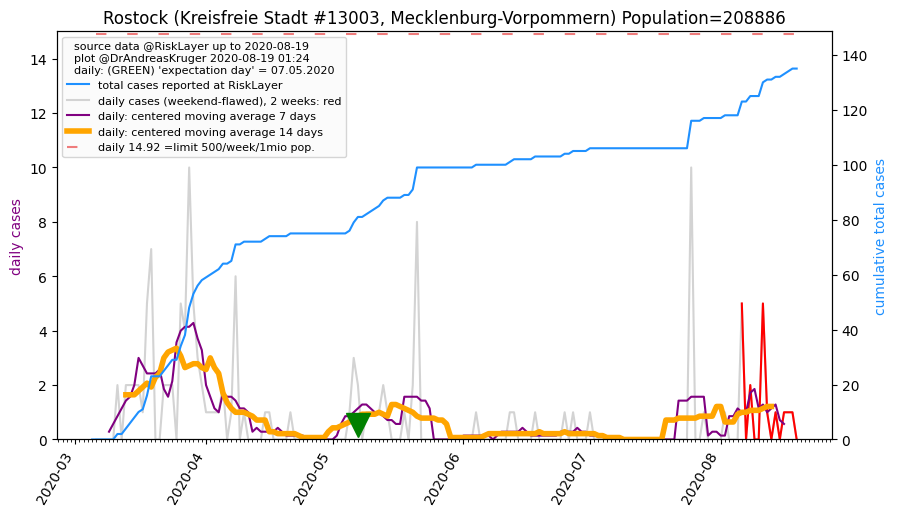 Rostock (Kreisfreie Stadt #13003, Mecklenburg-Vorpommern) Population=208886
source data @RiskLayer up to 2020-08-19
plot @DrAndreasKruger 2020-08-19 01:24
daily: (GREEN) 'expectation day' = 07.05.2020
total cases reported at RiskLayer
daily cases (weekend-flawed), 2 weeks: red
daily: centered moving average 7 days
daily: centered moving average 14 days
daily 14.92 =limit 500/week/1mio pop.
daily cases
14
12
10
8
6
4
2
0
cumulative total cases
140
120
100
80
60
40
20
0
2020-03
2020-04
2020-05
2020-06
2020-07
2020-08